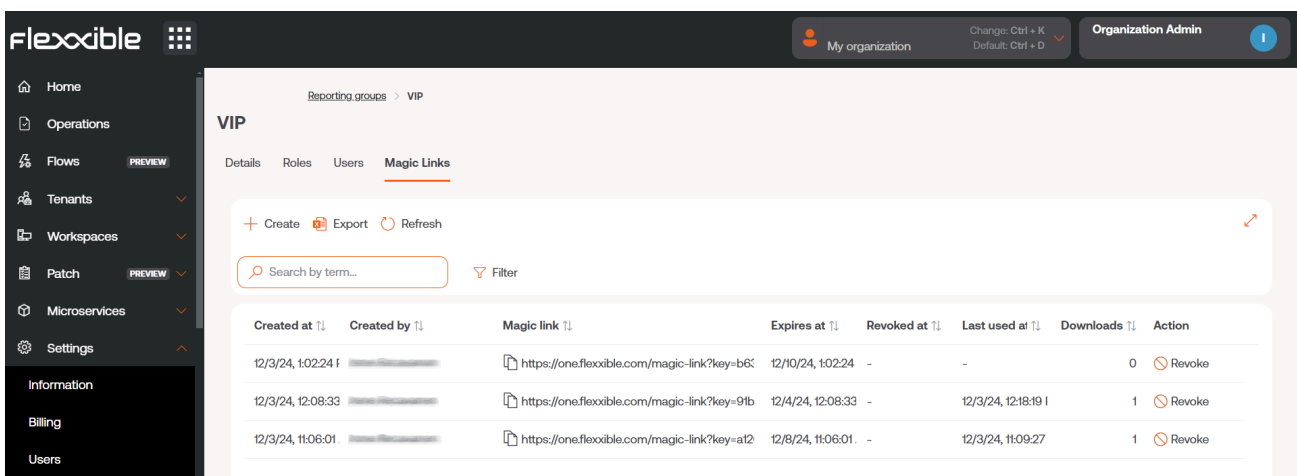 Flexxible
My organization
Change: Ctrl + K
Default: Ctrl + D
Organization Admin
I
Home
Operations
Flows PREVIEW
Tenants
Workspaces
Patch PREVIEW
Microservices
Settings
Information
Billing
Users
Reporting groups > VIP
VIP
Details Roles Users Magic Links
Create Export Refresh
Search by term... Filter
Created at Created by Magic link Expires at Revoked at Last used at Downloads Action
12/3/24, 1:02:24 https://one.flexxible.com/magic-link?key=b63 12/10/24, 1:02:24 - - 0 Revoke
12/3/24, 12:08:33 https://one.flexxible.com/magic-link?key=91b 12/4/24, 12:08:33 - 12/3/24, 12:18:19 1 Revoke
12/3/24, 11:06:01 https://one.flexxible.com/magic-link?key=a12 12/8/24, 11:06:01 - 12/3/24, 11:09:27 1 Revoke